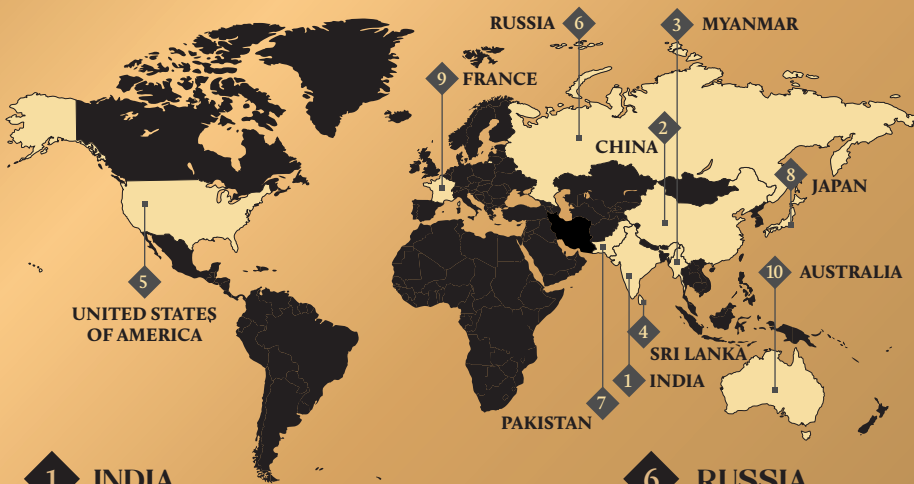 RUSSIA 6
3 MYANMAR
9 FRANCE
2
CHINA
8
JAPAN
10 AUSTRALIA
5
UNITED STATES
OF AMERICA
4
SRI LANKA
1 INDIA
7
PAKISTAN
1 INDIA
6 RUSSIA